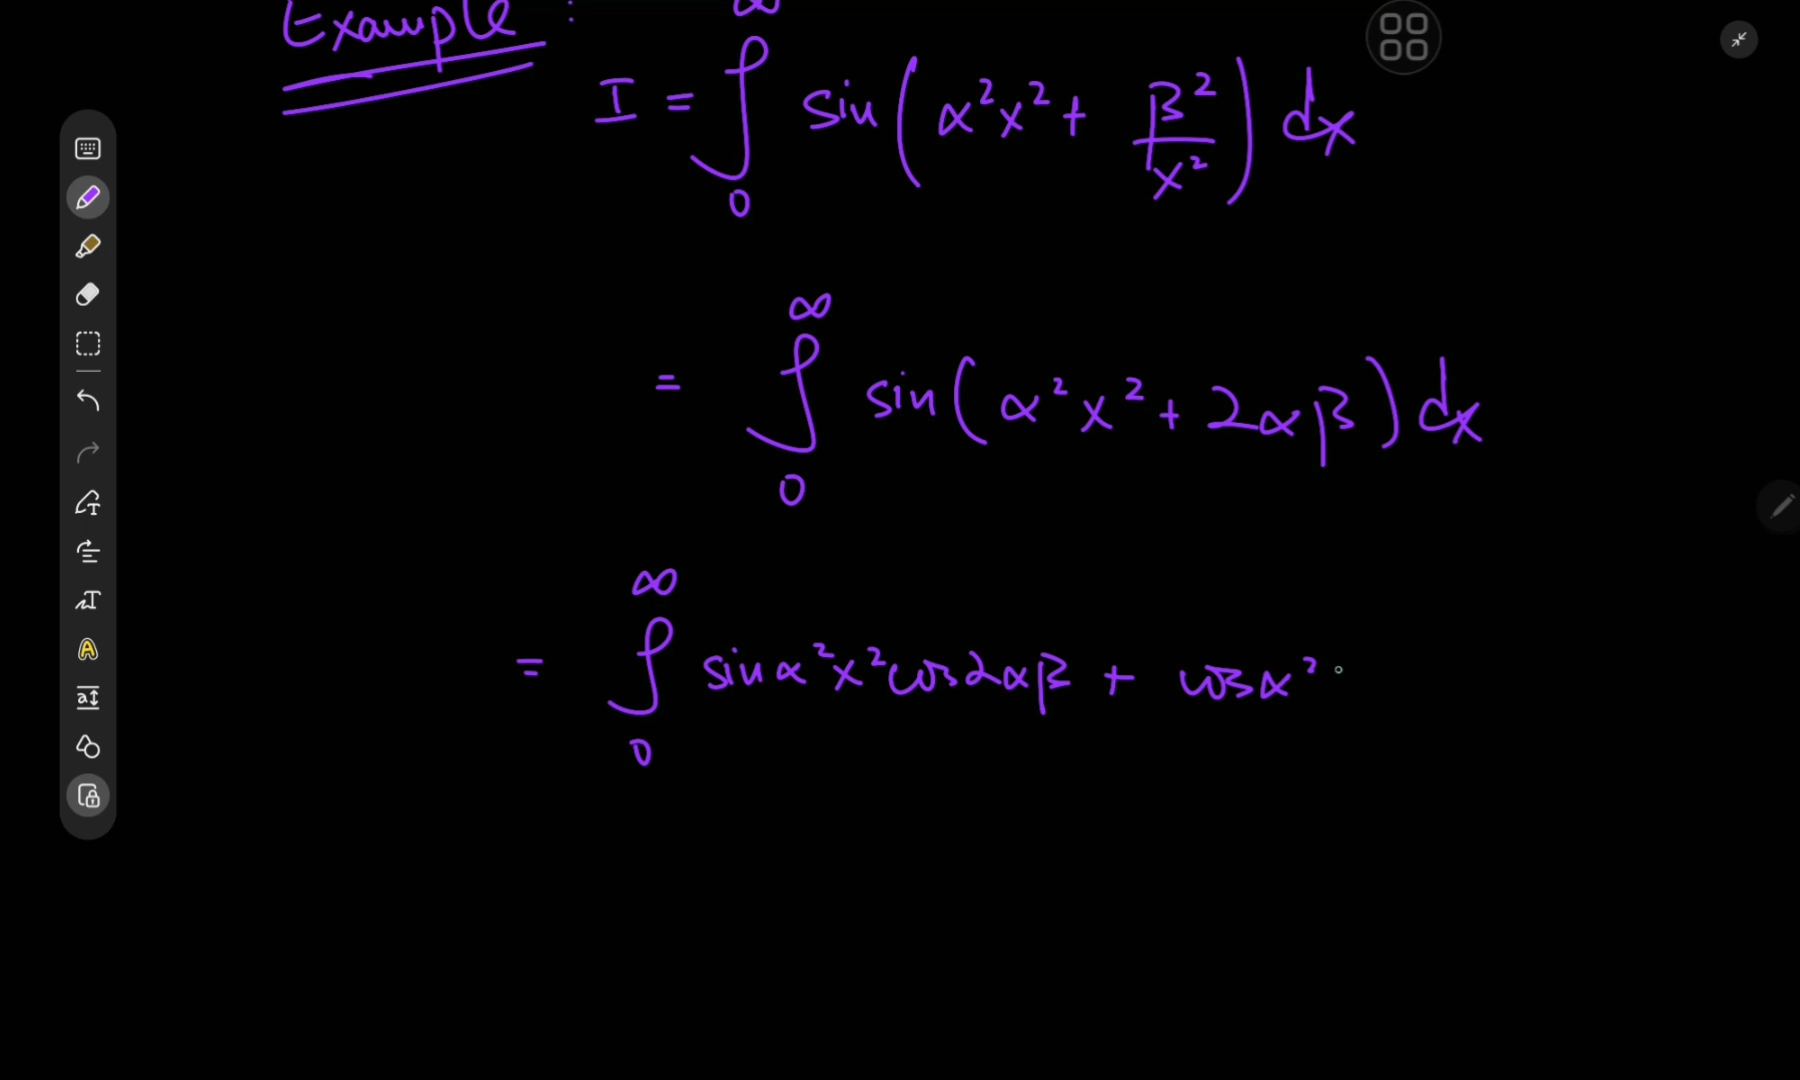 Example :
I = ∫₀^∞ sin(α²x² + β²/x²) dx
= ∫₀^∞ sin(α²x² + 2αβ) dx
= ∫₀^∞ sinα²x²cos2αβ + cosα²